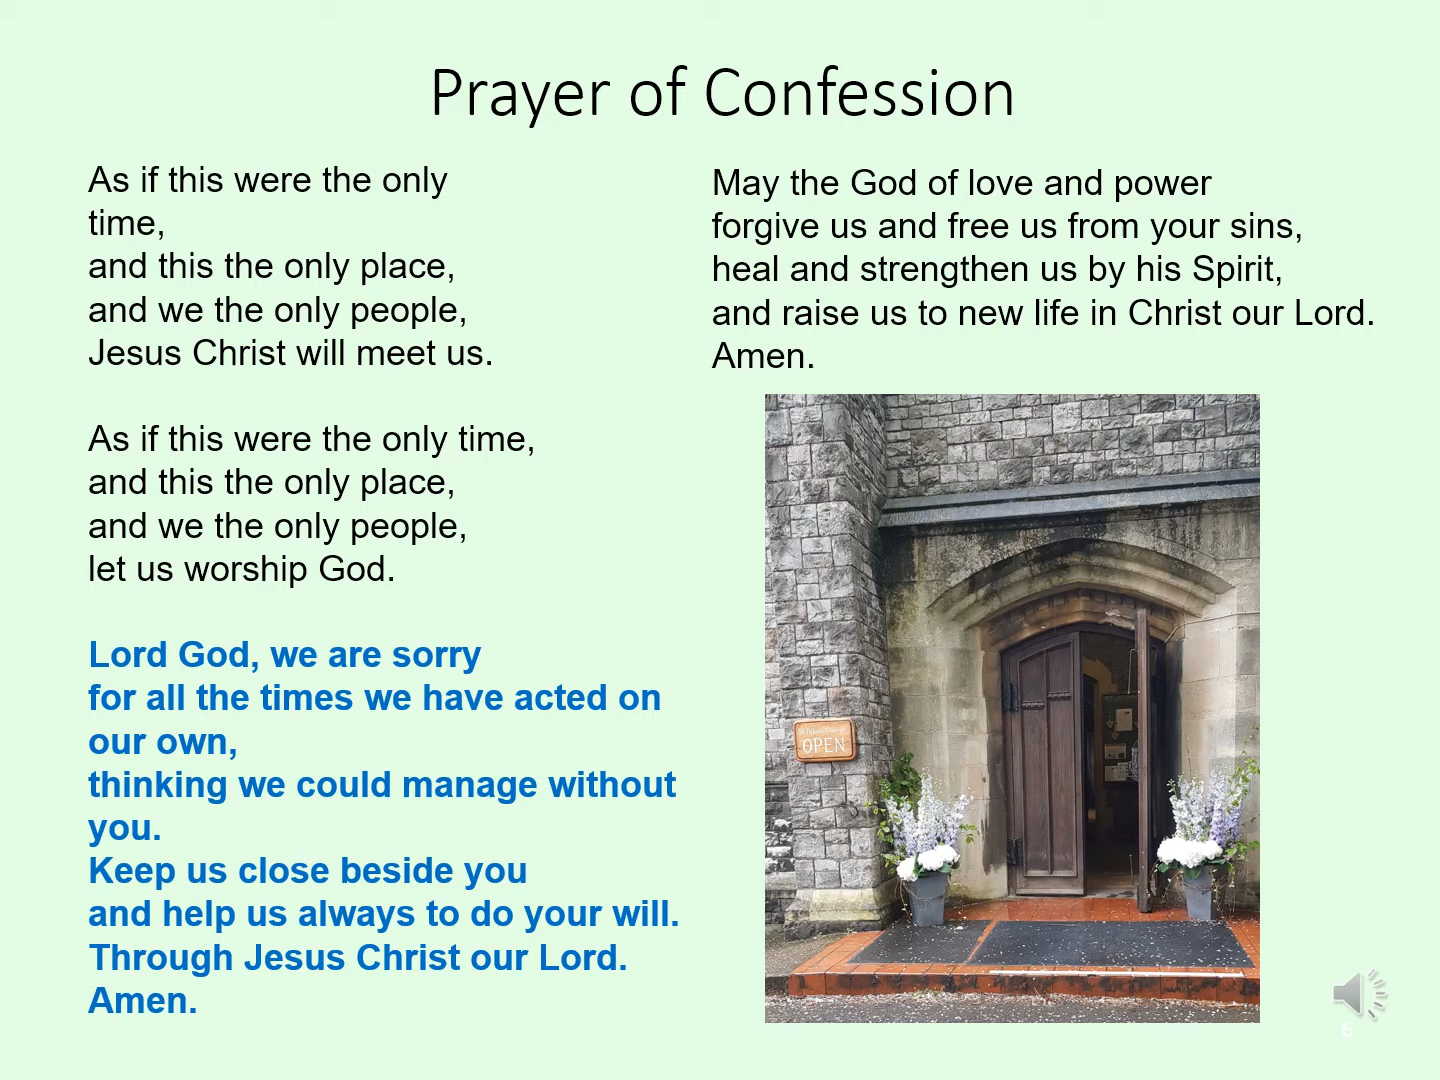 Prayer of Confession
As if this were the only
time,
and this the only place,
and we the only people,
Jesus Christ will meet us.
As if this were the only time,
and this the only place,
and we the only people,
let us worship God.
Lord God, we are sorry
for all the times we have acted on
our own,
thinking we could manage without
you.
Keep us close beside you
and help us always to do your will.
Through Jesus Christ our Lord.
Amen.
May the God of love and power
forgive us and free us from your sins,
heal and strengthen us by his Spirit,
and raise us to new life in Christ our Lord.
Amen.
OPEN
6